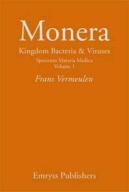 Monera
Kingdom Bacteria & Viruses
Spectrum Materia Medica
Volume 1
Frans Vermeulen
Emryss Publishers